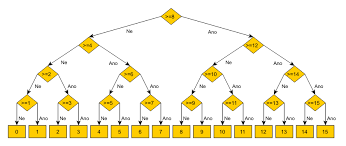 >=8
Ne Ano
>=4 >=12
Ne Ano Ne Ano
>=2 >=6 >=10 >=14
Ne Ano Ne Ano Ne Ano Ne Ano
>=1 >=3 >=5 >=7 >=9 >=11 >=13 >=15
Ne Ano Ne Ano Ne Ano Ne Ano Ne Ano Ne Ano Ne Ano Ne Ano
0 1 2 3 4 5 6 7 8 9 10 11 12 13 14 15